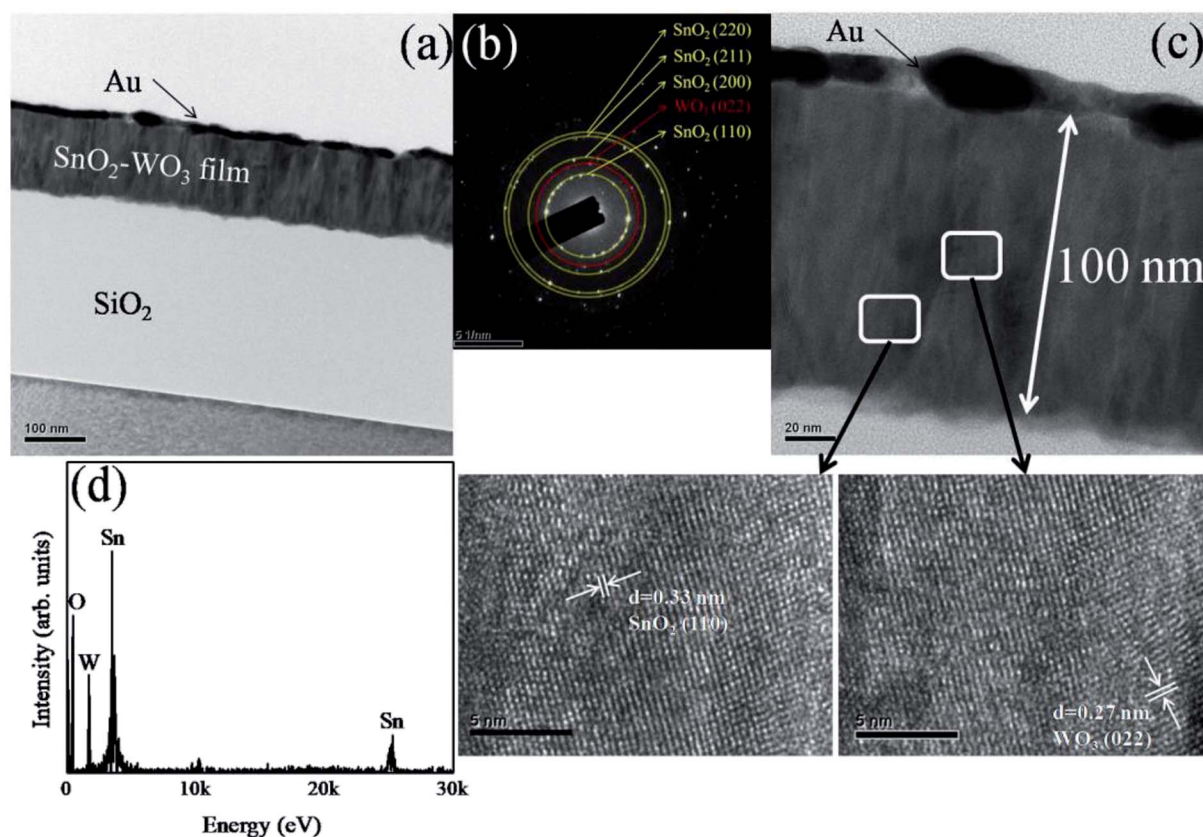 (a)
Au
SnO₂-WO₃ film
SiO₂
100 nm
(b)
SnO₂ (220)
SnO₂ (211)
SnO₂ (200)
WO₃ (022)
SnO₂ (110)
5 1/nm
(c)
Au
100 nm
20 nm
(d)
Sn
O
W
Sn
Intensity (arb. units)
0 10k 20k 30k
Energy (eV)
d=0.33 nm
SnO₂ (110)
5 nm
d=0.27 nm
WO₃ (022)
5 nm